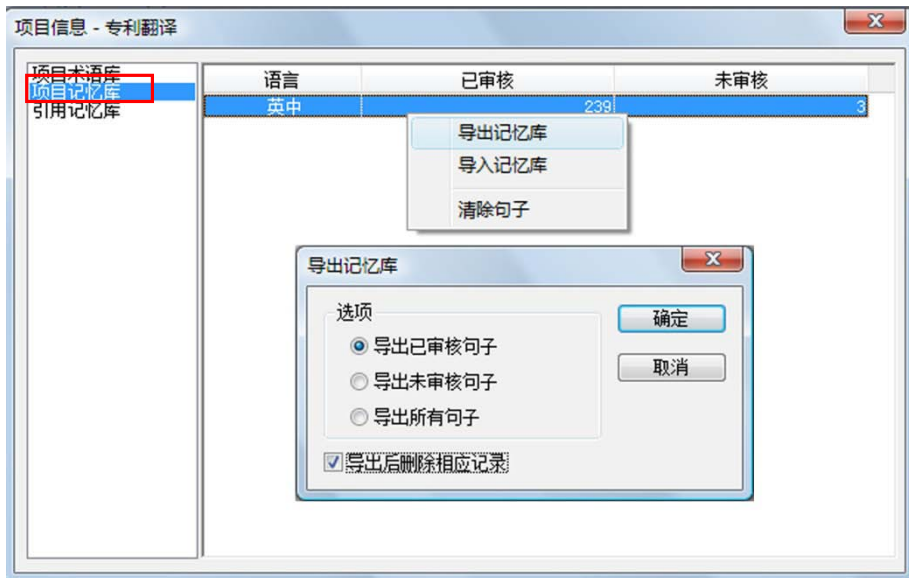 项目信息 - 专利翻译
项目术语库
项目记忆库
引用记忆库
语言 已审核 未审核
英中 239 3
导出记忆库
导入记忆库
清除句子
导出记忆库
选项
导出已审核句子
导出未审核句子
导出所有句子
导出后删除相应记录
确定
取消